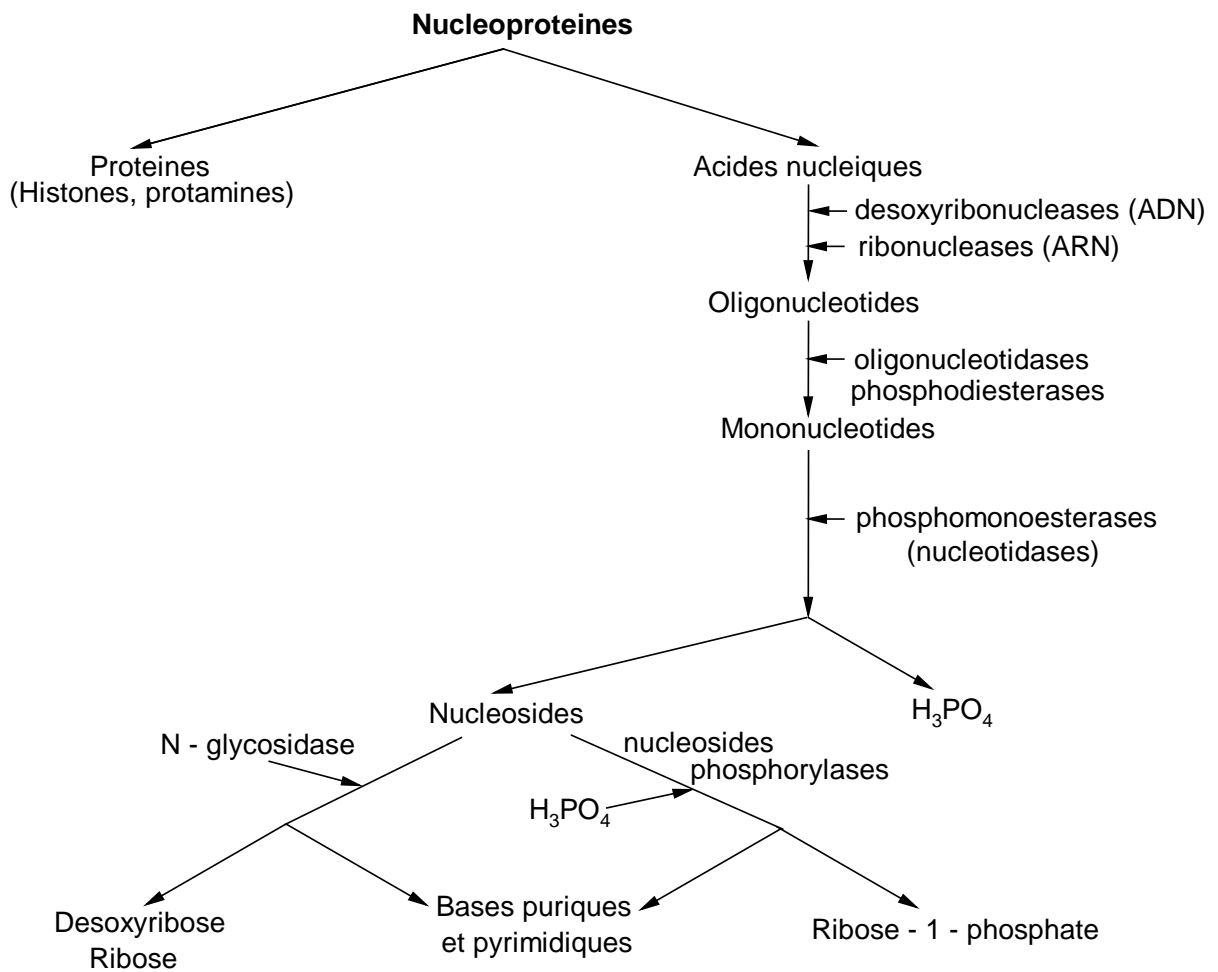 Nucleoproteines
Proteines
(Histones, protamines)
Acides nucleiques
desoxyribonucleases (ADN)
ribonucleases (ARN)
Oligonucleotides
oligonucleotidases
phosphodiesterases
Mononucleotides
phosphomonoesterases
(nucleotidases)
Nucleosides
H₃PO₄
N - glycosidase
nucleosides
phosphorylases
H₃PO₄
Desoxyribose
Ribose
Bases puriques
et pyrimidiques
Ribose - 1 - phosphate